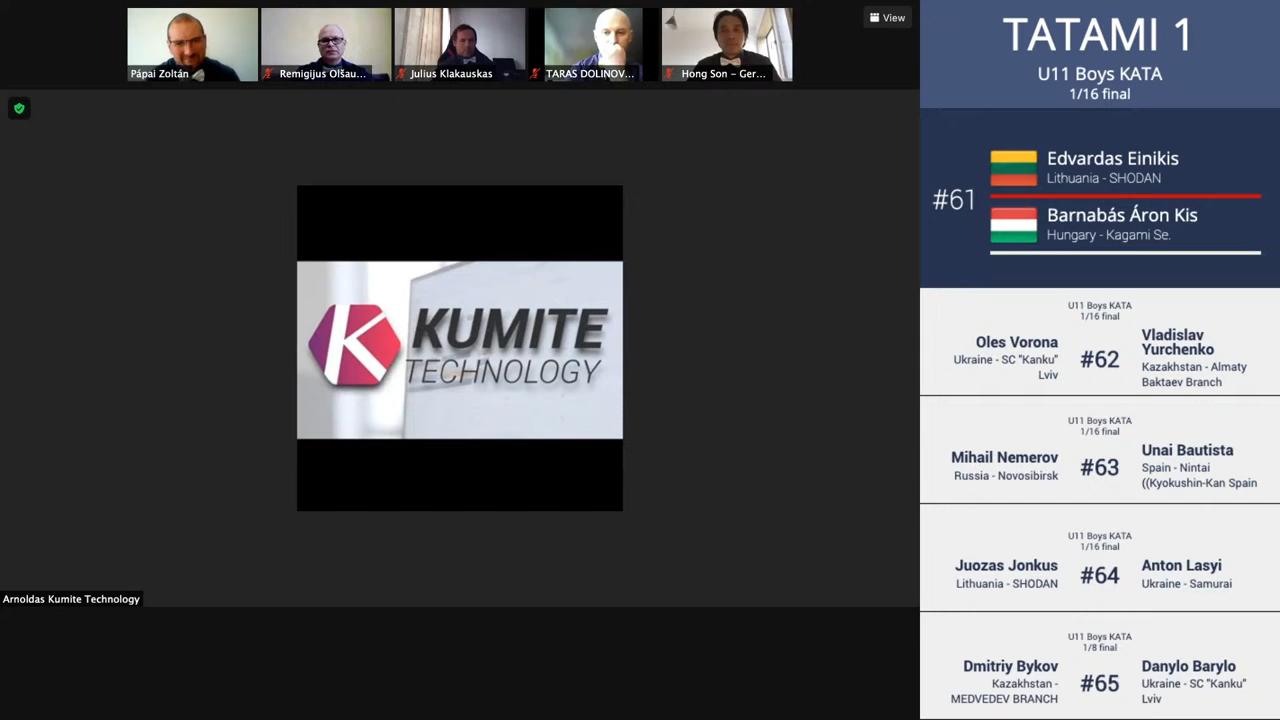 Pápai Zoltán
Remigijus Olšau...
Julius Klakauskas
TARAS DOLINOV...
Hong Son – Ger...
View
KUMITE
TECHNOLOGY
Arnoldas Kumite Technology
TATAMI 1
U11 Boys KATA
1/16 final
#61
Edvardas Einikis
Lithuania - SHODAN
Barnabás Áron Kis
Hungary - Kagami Se.
U11 Boys KATA
1/16 final
Oles Vorona
Ukraine - SC "Kanku"
Lviv
#62
Vladislav
Yurchenko
Kazakhstan - Almaty
Baktaev Branch
U11 Boys KATA
1/16 final
Mihail Nemerov
Russia - Novosibirsk
#63
Unai Bautista
Spain - Nintai
((Kyokushin-Kan Spain
U11 Boys KATA
1/16 final
Juozas Jonkus
Lithuania - SHODAN
#64
Anton Lasyi
Ukraine - Samurai
U11 Boys KATA
1/8 final
Dmitriy Bykov
Kazakhstan -
MEDVEDEV BRANCH
#65
Danylo Barylo
Ukraine - SC "Kanku"
Lviv